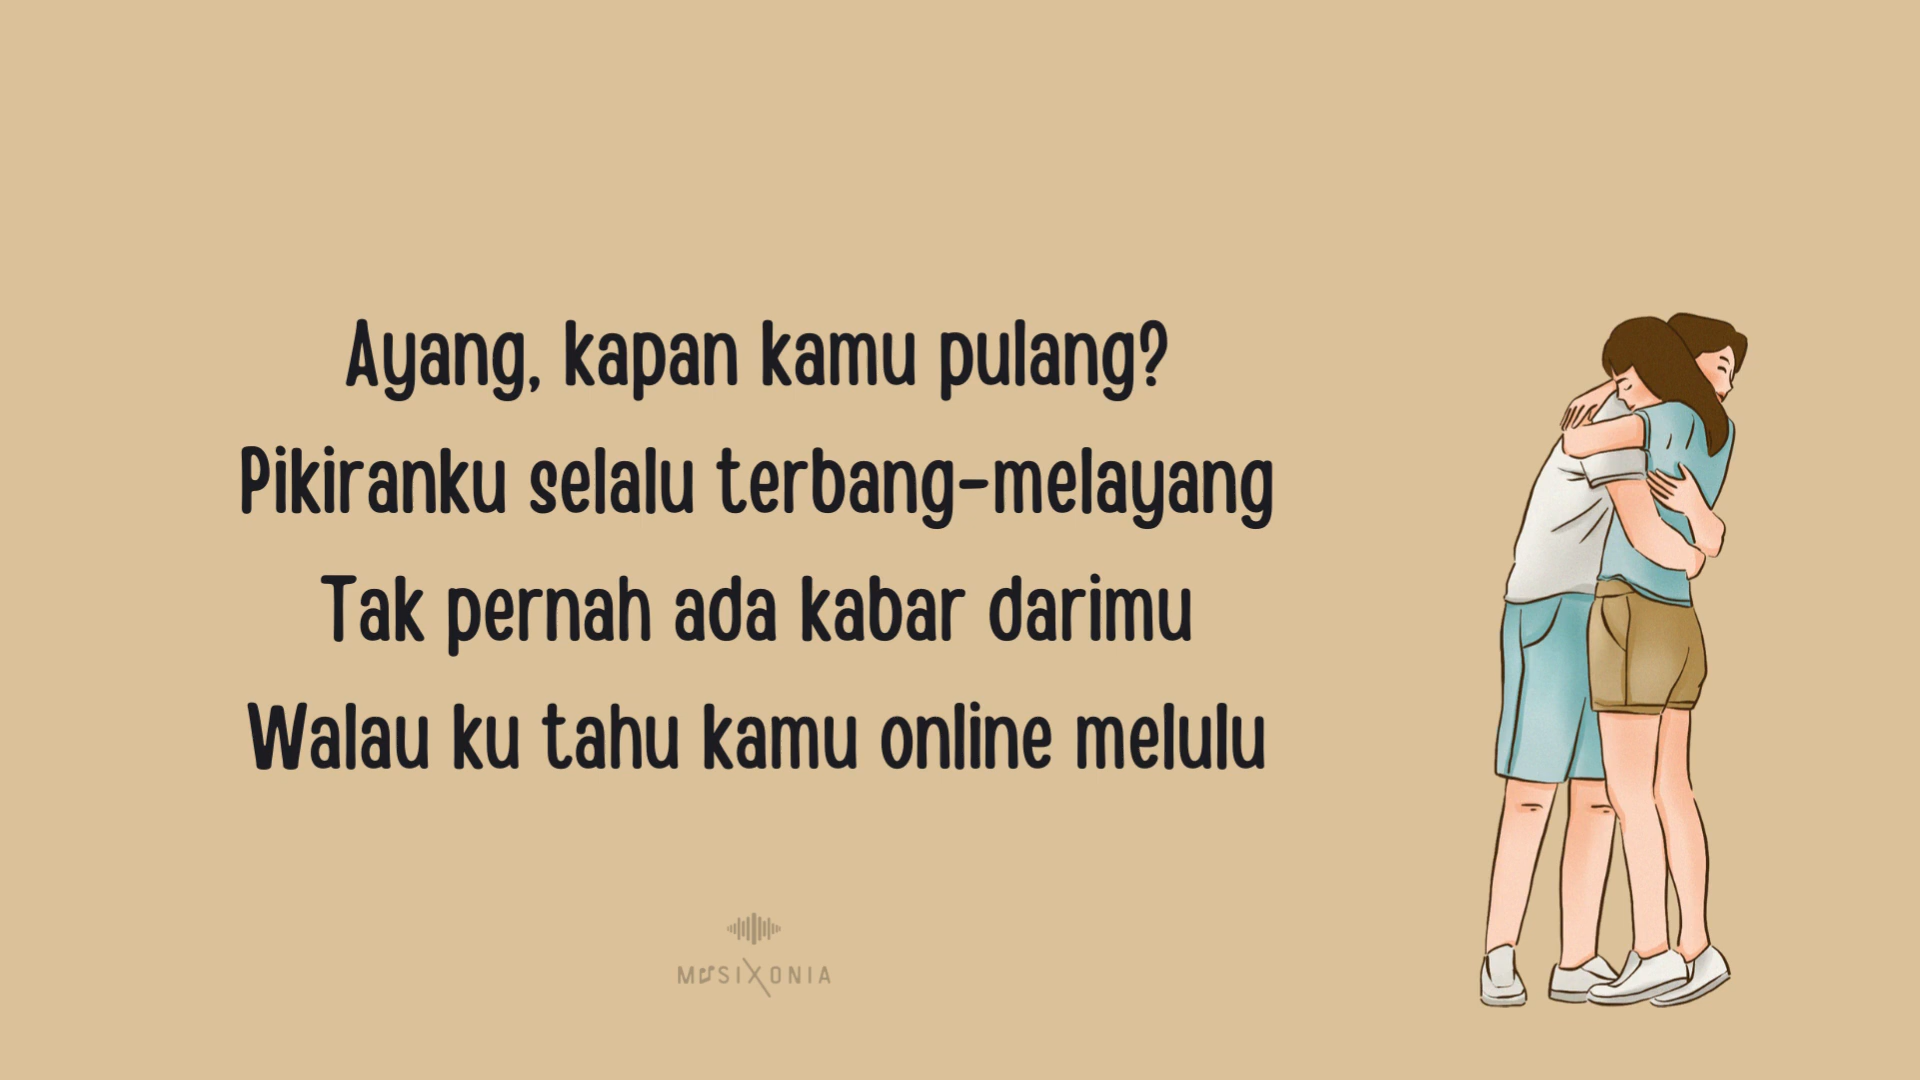 Ayang, kapan kamu pulang?
Pikiranku selalu terbang-melayang
Tak pernah ada kabar darimu
Walau ku tahu kamu online melulu
MUSIXONIA